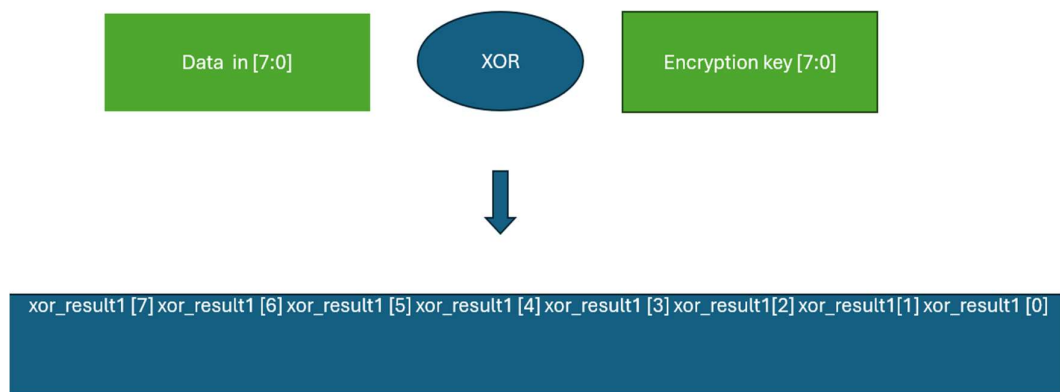 Data in [7:0]
XOR
Encryption key [7:0]
xor_result1 [7] xor_result1 [6] xor_result1 [5] xor_result1 [4] xor_result1 [3] xor_result1[2] xor_result1[1] xor_result1 [0]